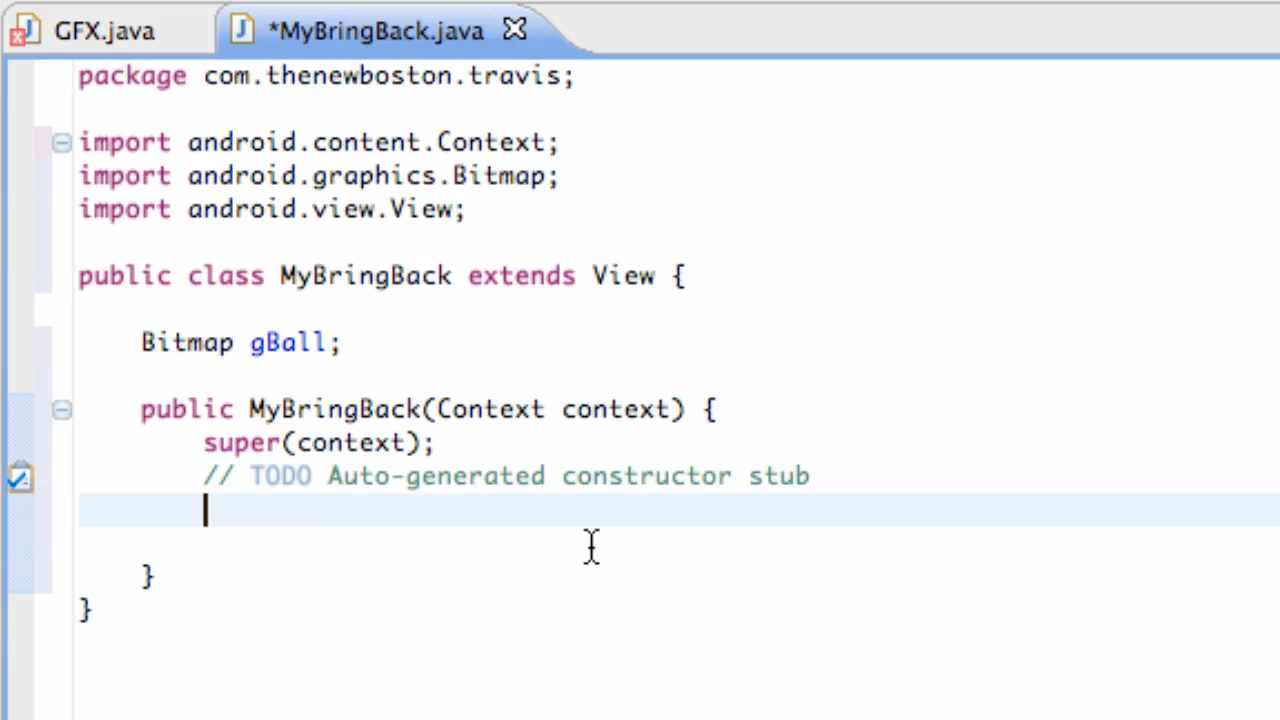 GFX.java
*MyBringBack.java
package com.thenewboston.travis;
import android.content.Context;
import android.graphics.Bitmap;
import android.view.View;
public class MyBringBack extends View {
Bitmap gBall;
public MyBringBack(Context context) {
super(context);
// TODO Auto-generated constructor stub
}
}